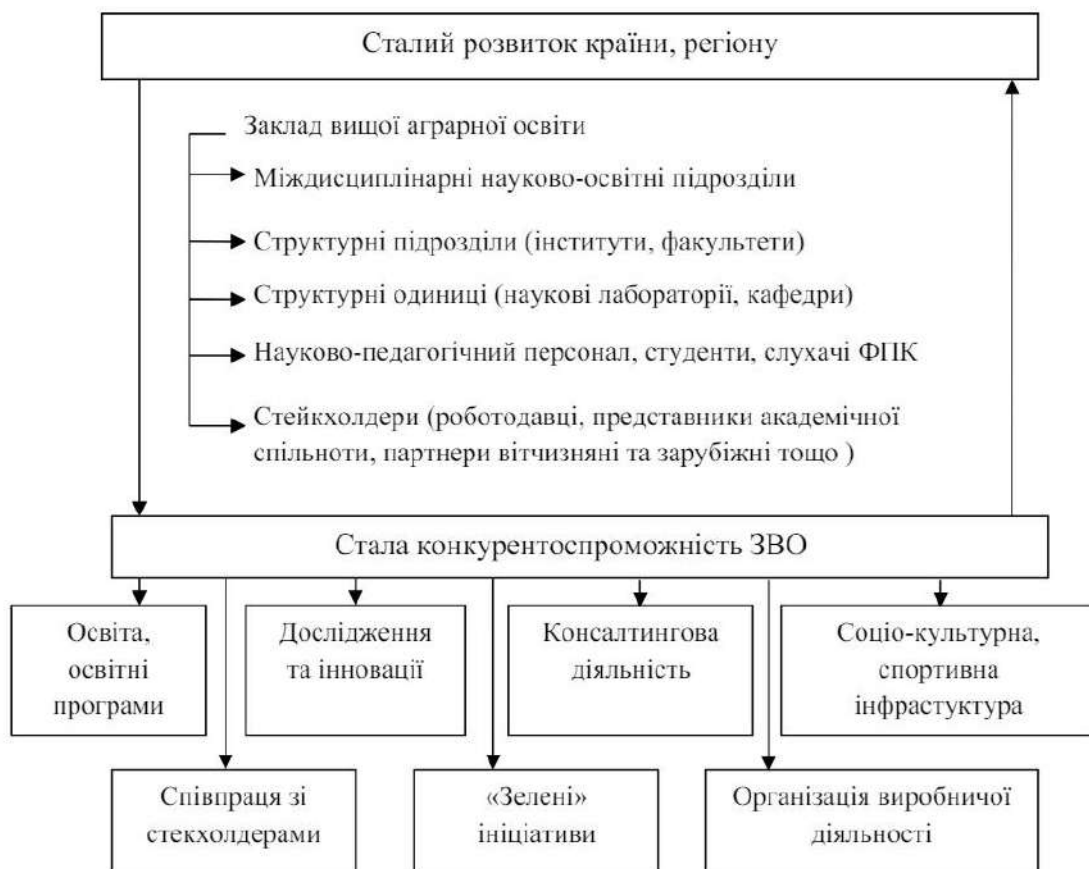 Сталий розвиток країни, регіону
Заклад вищої аграрної освіти
Міждисциплінарні науково-освітні підрозділи
Структурні підрозділи (інститути, факультети)
Структурні одиниці (наукові лабораторії, кафедри)
Науково-педагогічний персонал, студенти, слухачі ФПК
Стейкхолдери (роботодавці, представники академічної
спільноти, партнери вітчизняні та зарубіжні тощо )
Стала конкурентоспроможність ЗВО
Освіта,
освітні
програми
Дослідження
та інновації
Консалтингова
діяльність
Соціо-культурна,
спортивна
інфрастуктура
Співпраця зі
стекхолдерами
«Зелені»
ініціативи
Організація виробничої
діяльності